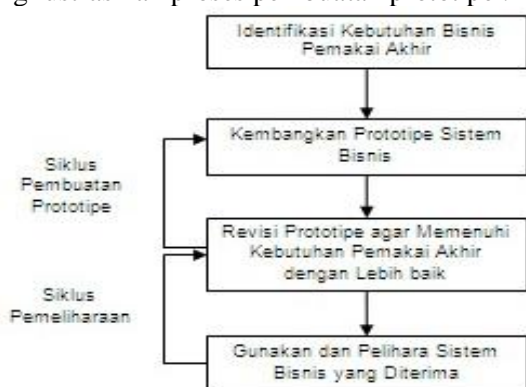 Identifikasi Kebutuhan Bisnis
Pemakai Akhir
Kembangkan Prototipe Sistem
Bisnis
Siklus
Pembuatan
Prototipe
Revisi Prototipe agar Memenuhi
Kebutuhan Pemakai Akhir
dengan Lebih baik
Siklus
Pemeliharaan
Gunakan dan Pelihara Sistem
Bisnis yang Diterima